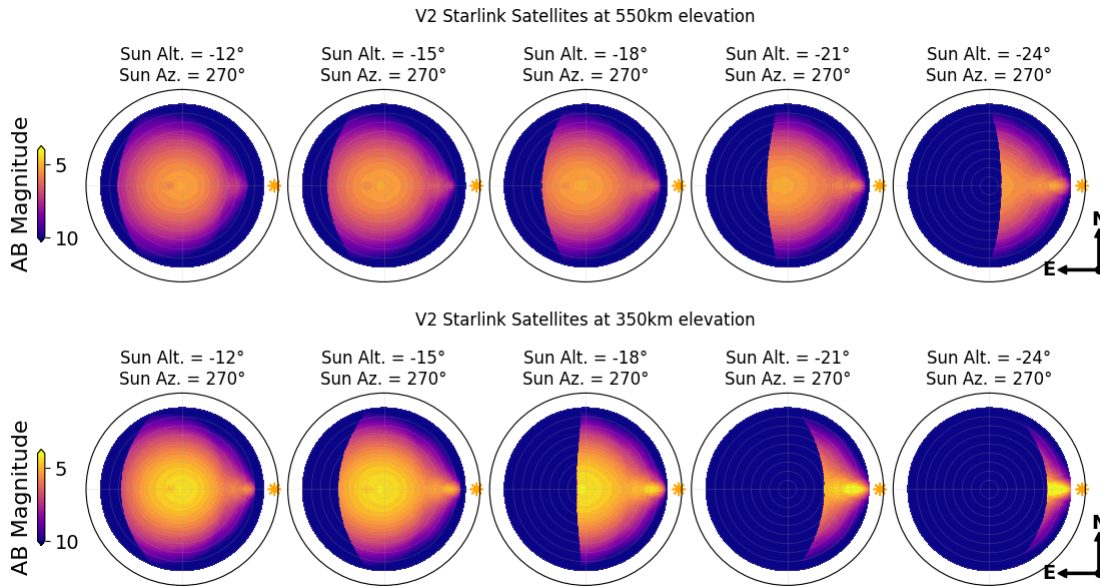 V2 Starlink Satellites at 550km elevation
Sun Alt. = -12°
Sun Az. = 270°
Sun Alt. = -15°
Sun Az. = 270°
Sun Alt. = -18°
Sun Az. = 270°
Sun Alt. = -21°
Sun Az. = 270°
Sun Alt. = -24°
Sun Az. = 270°
AB Magnitude
5
10
N
E
V2 Starlink Satellites at 350km elevation
Sun Alt. = -12°
Sun Az. = 270°
Sun Alt. = -15°
Sun Az. = 270°
Sun Alt. = -18°
Sun Az. = 270°
Sun Alt. = -21°
Sun Az. = 270°
Sun Alt. = -24°
Sun Az. = 270°
AB Magnitude
5
10
N
E